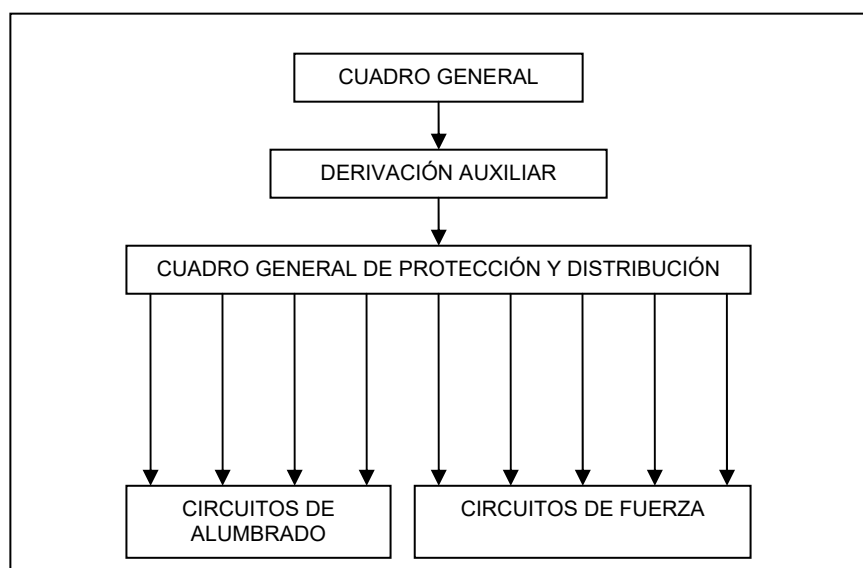 CUADRO GENERAL
DERIVACIÓN AUXILIAR
CUADRO GENERAL DE PROTECCIÓN Y DISTRIBUCIÓN
CIRCUITOS DE
ALUMBRADO
CIRCUITOS DE FUERZA